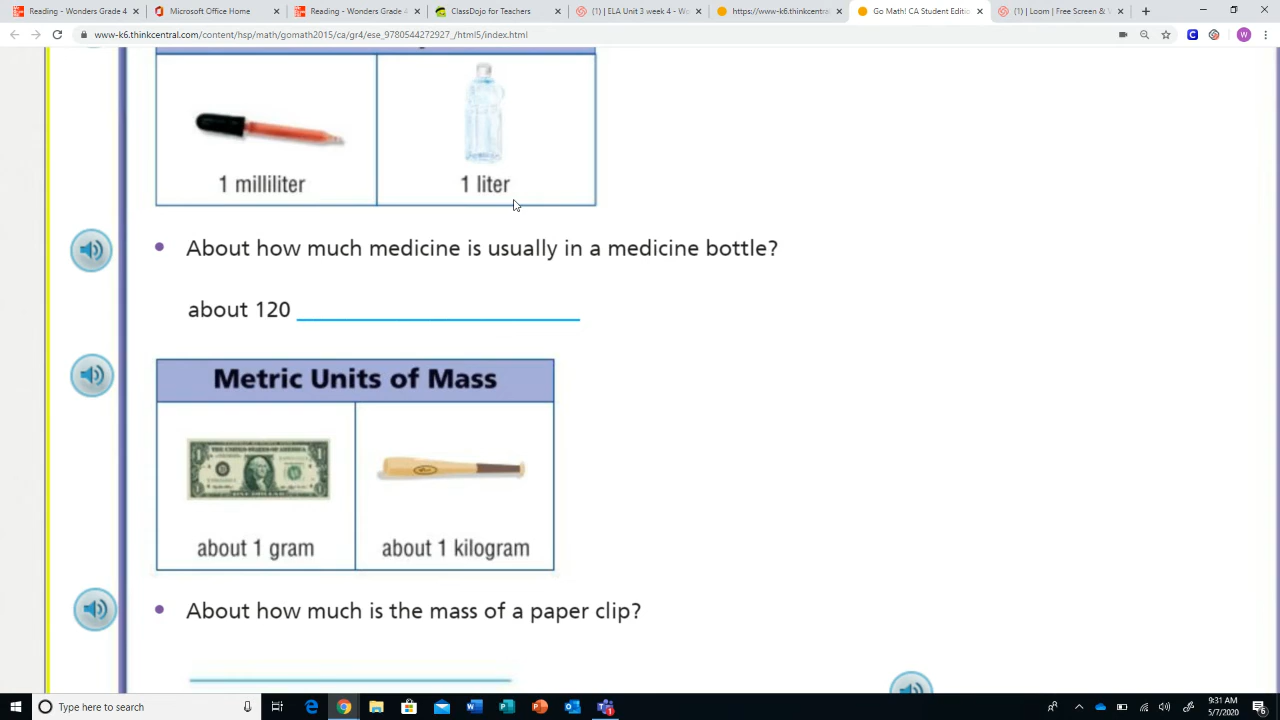 Reading - Wonders Grade 4
Microsoft Office Home
Reading - Wonders Grade 4
ClassDojo for Teachers
(1) | ELA Unit 3 week 4 - W
https://www-k6.thinkcentral.c
Go Math! CA Student Editi
(1) | Loom | Free Screen &
www-k6.thinkcentral.com/content/hsp/math/gomath2015/ca/gr4/ese_9780544272927_/html5/index.html
W
1 milliliter
1 liter
• About how much medicine is usually in a medicine bottle?
about 120
Metric Units of Mass
about 1 gram
about 1 kilogram
• About how much is the mass of a paper clip?
Type here to search
9:31 AM
5/7/2020